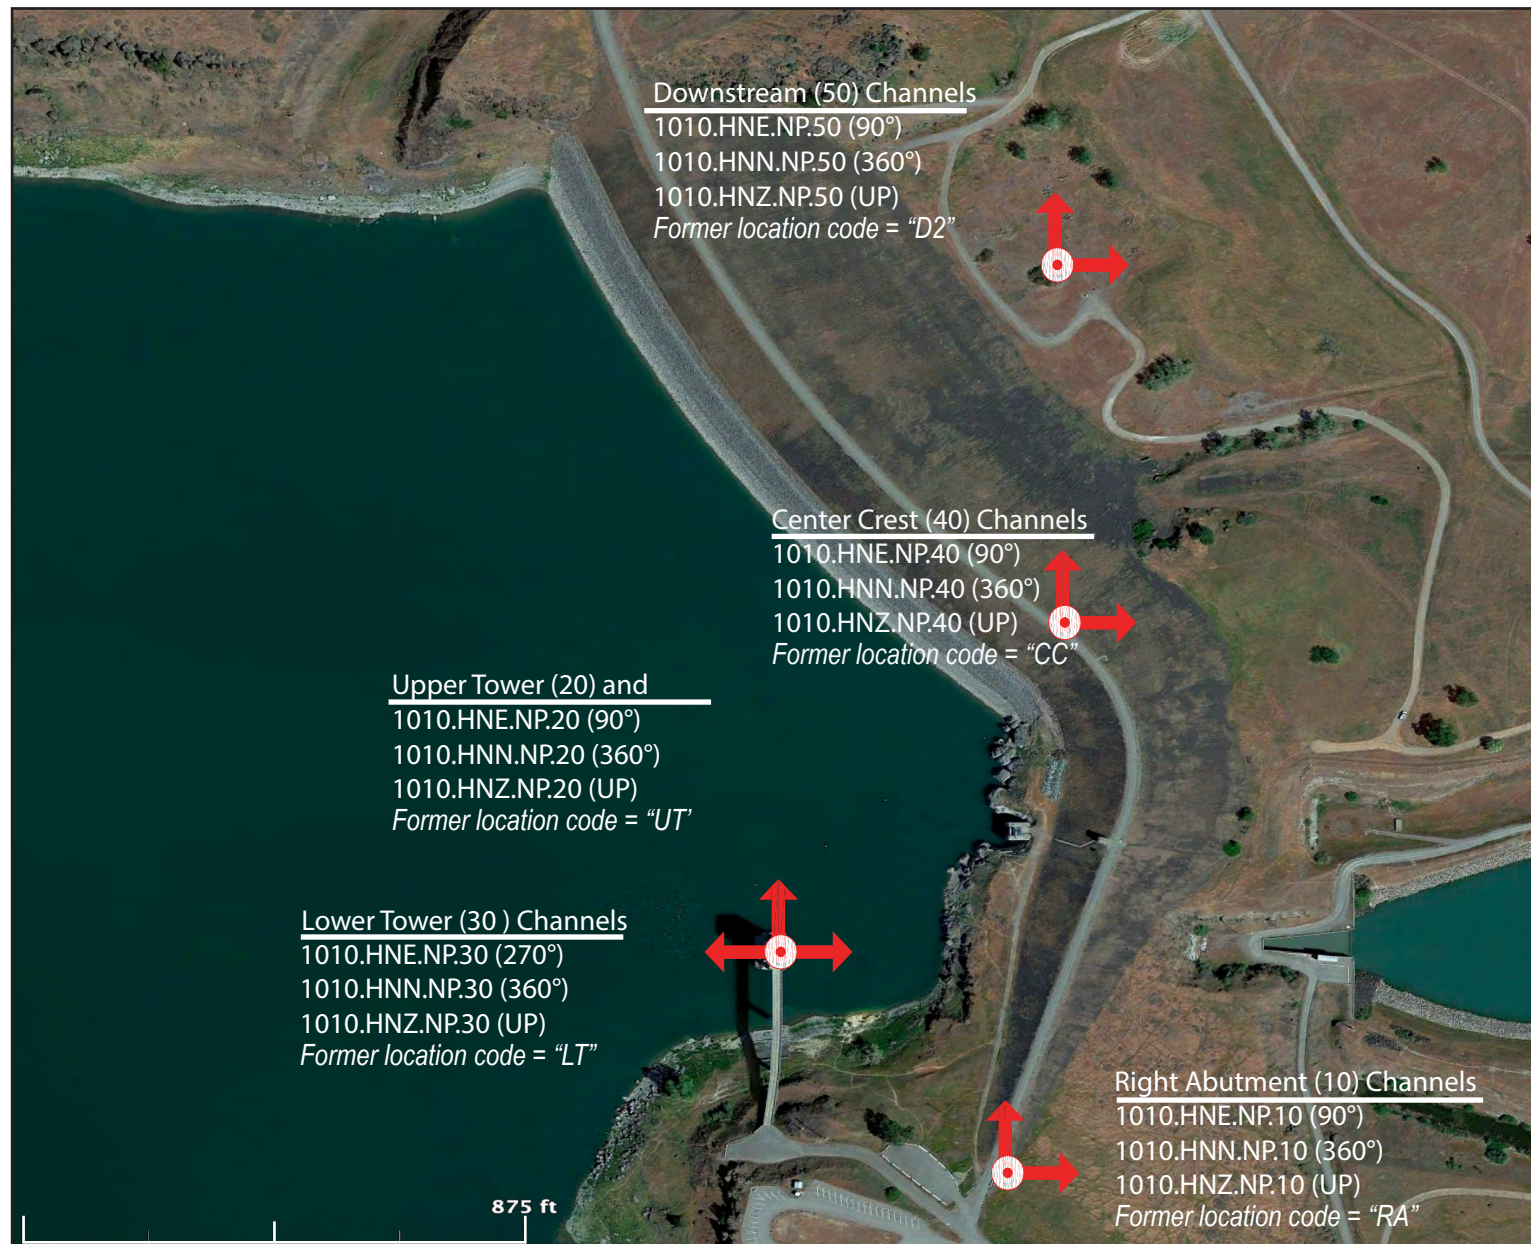 Downstream (50) Channels
1010.HNE.NP.50 (90°)
1010.HNN.NP.50 (360°)
1010.HNZ.NP.50 (UP)
Former location code = “D2”
Center Crest (40) Channels
1010.HNE.NP.40 (90°)
1010.HNN.NP.40 (360°)
1010.HNZ.NP.40 (UP)
Former location code = “CC”
Upper Tower (20) and
1010.HNE.NP.20 (90°)
1010.HNN.NP.20 (360°)
1010.HNZ.NP.20 (UP)
Former location code = “UT’
Lower Tower (30 ) Channels
1010.HNE.NP.30 (270°)
1010.HNN.NP.30 (360°)
1010.HNZ.NP.30 (UP)
Former location code = “LT”
Right Abutment (10) Channels
1010.HNE.NP.10 (90°)
1010.HNN.NP.10 (360°)
1010.HNZ.NP.10 (UP)
Former location code = “RA”
875 ft